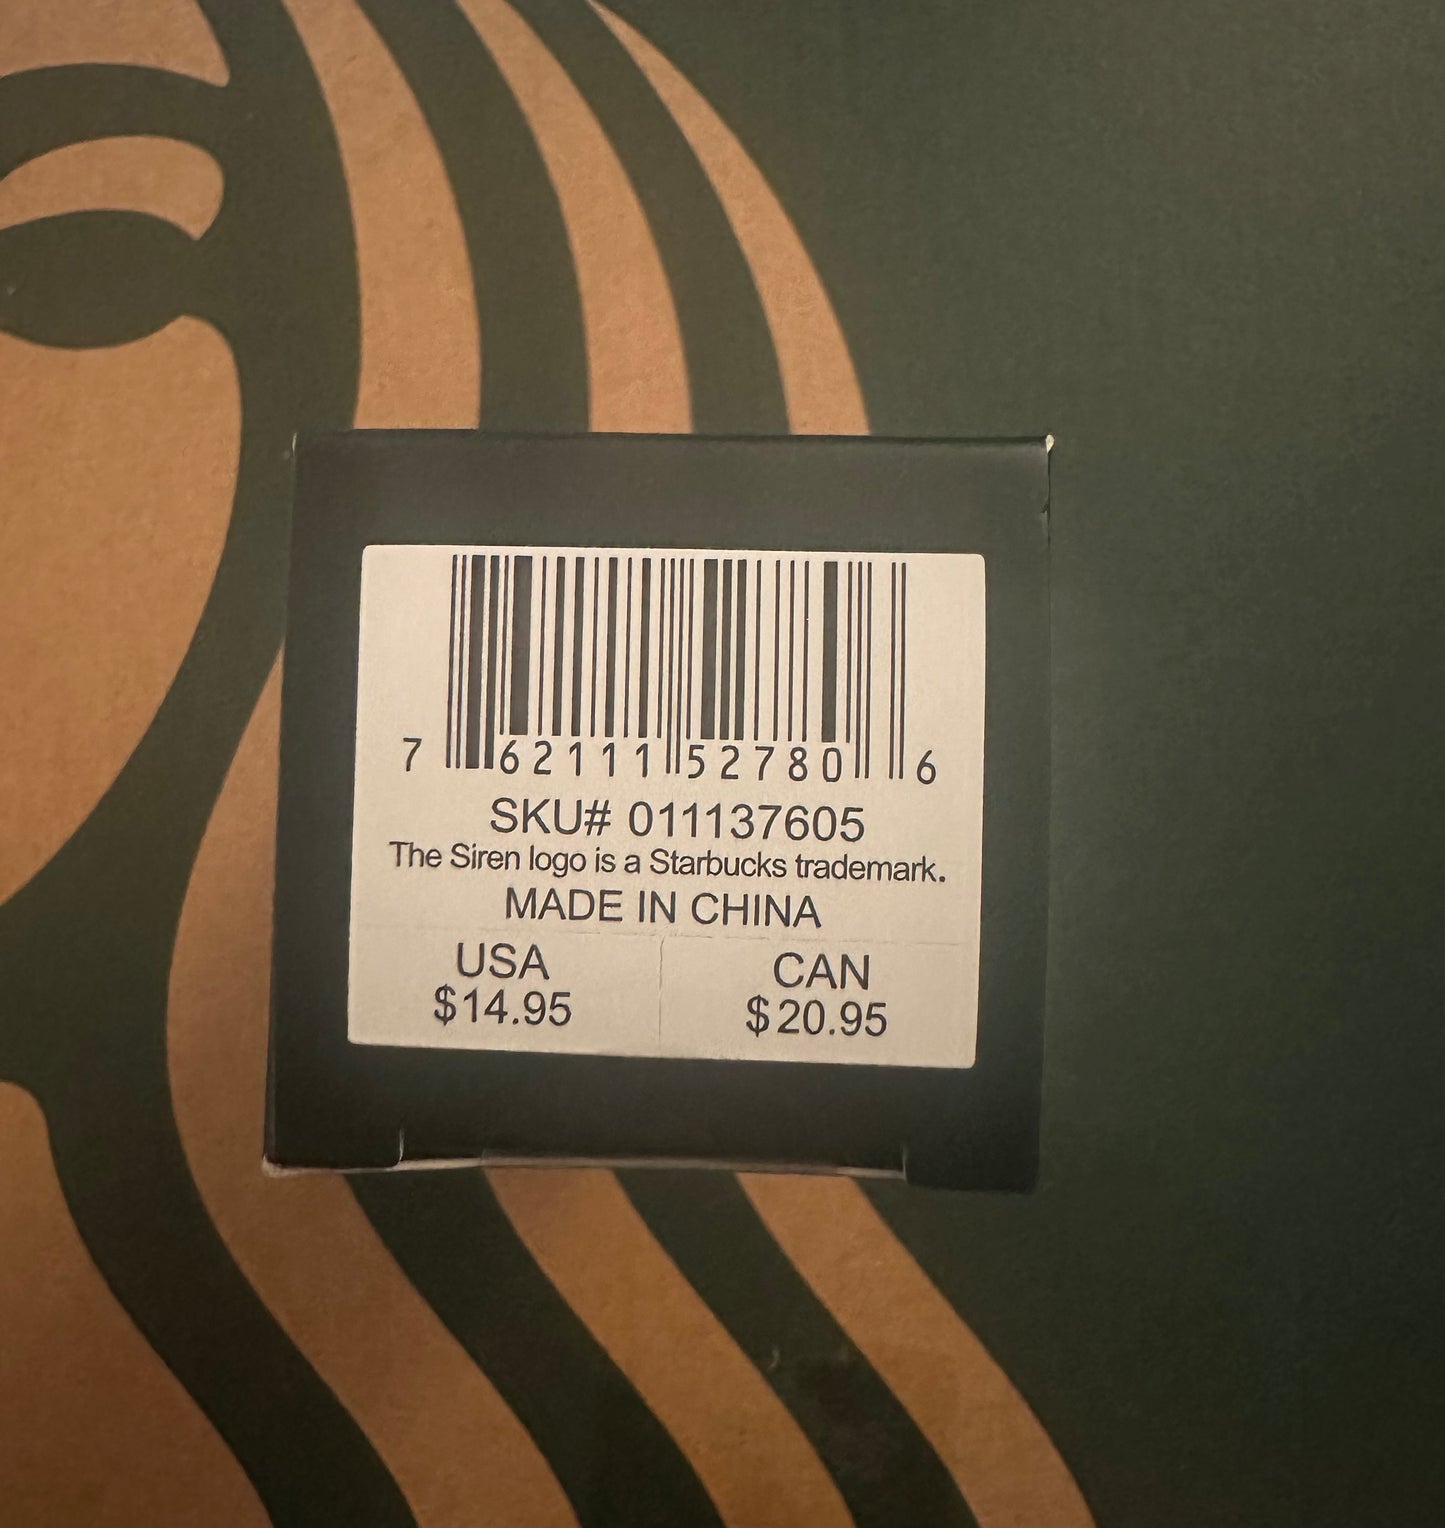 7 62111 52780 6
SKU# 011137605
The Siren logo is a Starbucks trademark.
MADE IN CHINA
USA CAN
$14.95 $20.95